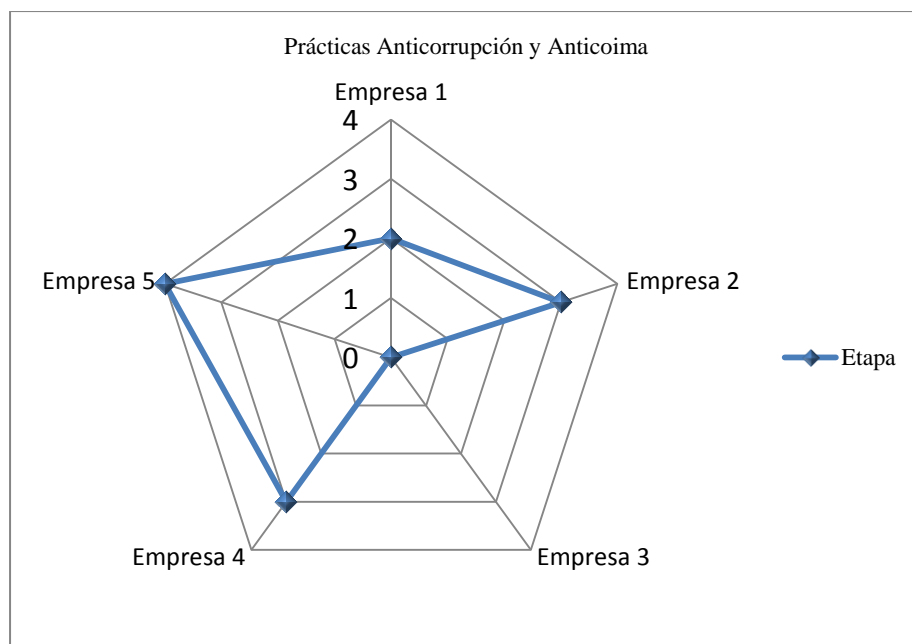 Prácticas Anticorrupción y Anticoima
Empresa 1
4
3
2
1
0
Empresa 2
Empresa 3
Empresa 4
Empresa 5
Etapa